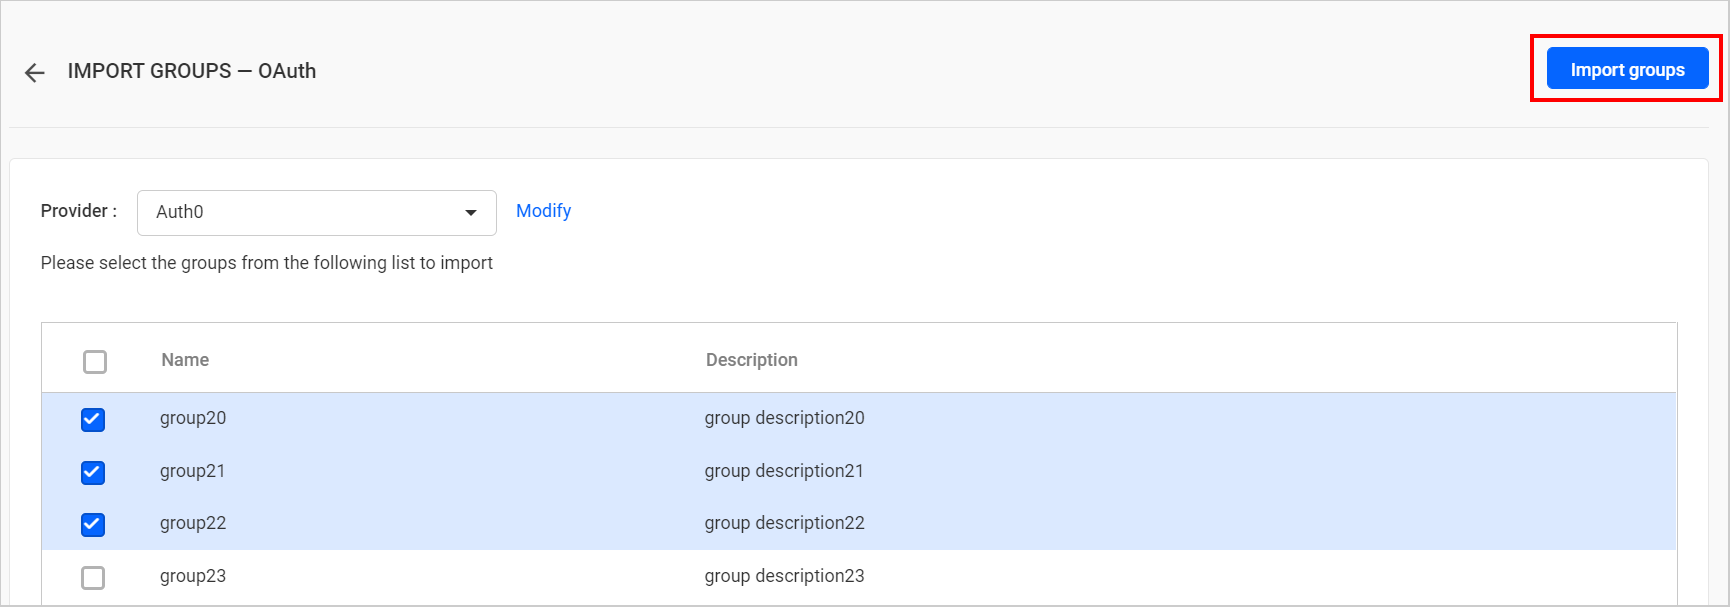 IMPORT GROUPS — OAuth
Import groups
Provider :
Auth0
Modify
Please select the groups from the following list to import
Name Description
group20 group description20
group21 group description21
group22 group description22
group23 group description23